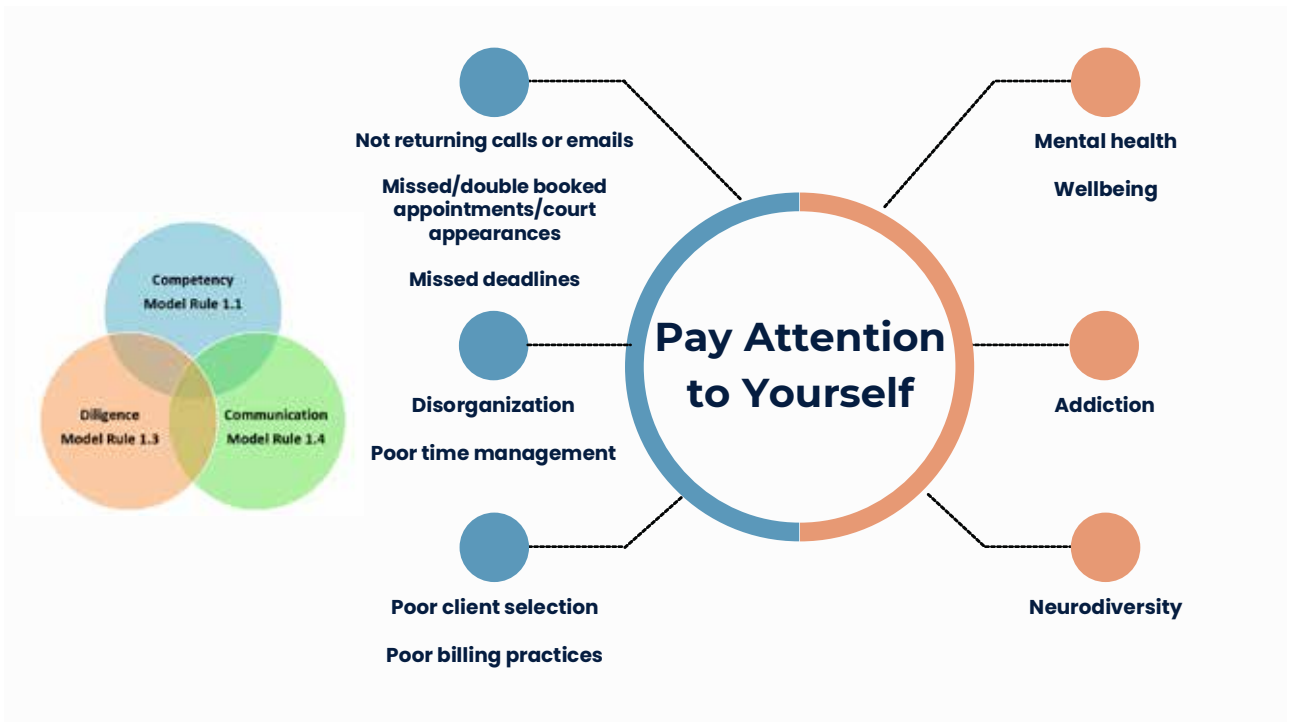 Competency
Model Rule 1.1
Diligence
Model Rule 1.3
Communication
Model Rule 1.4
Not returning calls or emails
Missed/double booked
appointments/court
appearances
Missed deadlines
Disorganization
Poor time management
Poor client selection
Poor billing practices
Pay Attention
to Yourself
Mental health
Wellbeing
Addiction
Neurodiversity